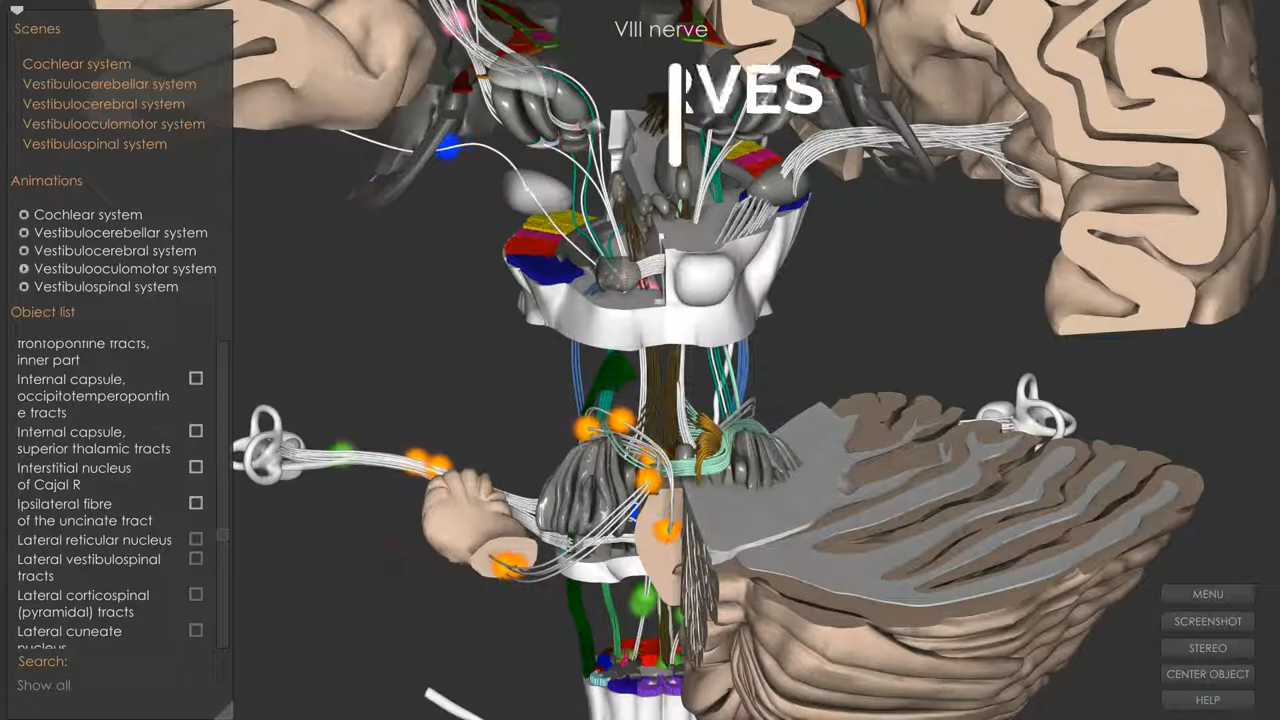 Scenes
Cochlear system
Vestibulocerebellar system
Vestibulocerebral system
Vestibulooculomotor system
Vestibulospinal system
Animations
Cochlear system
Vestibulocerebellar system
Vestibulocerebral system
Vestibulooculomotor system
Vestibulospinal system
Object list
frontopontine tracts,
inner part
Internal capsule,
occipitotemperopontin
e tracts
Internal capsule,
superior thalamic tracts
Interstitial nucleus
of Cajal R
Ipsilateral fibre
of the uncinate tract
Lateral reticular nucleus
Lateral vestibulospinal
tracts
Lateral corticospinal
(pyramidal) tracts
Lateral cuneate
nucleus
Search:
Show all
VIII nerve
VES
MENU
SCREENSHOT
STEREO
CENTER OBJECT
HELP